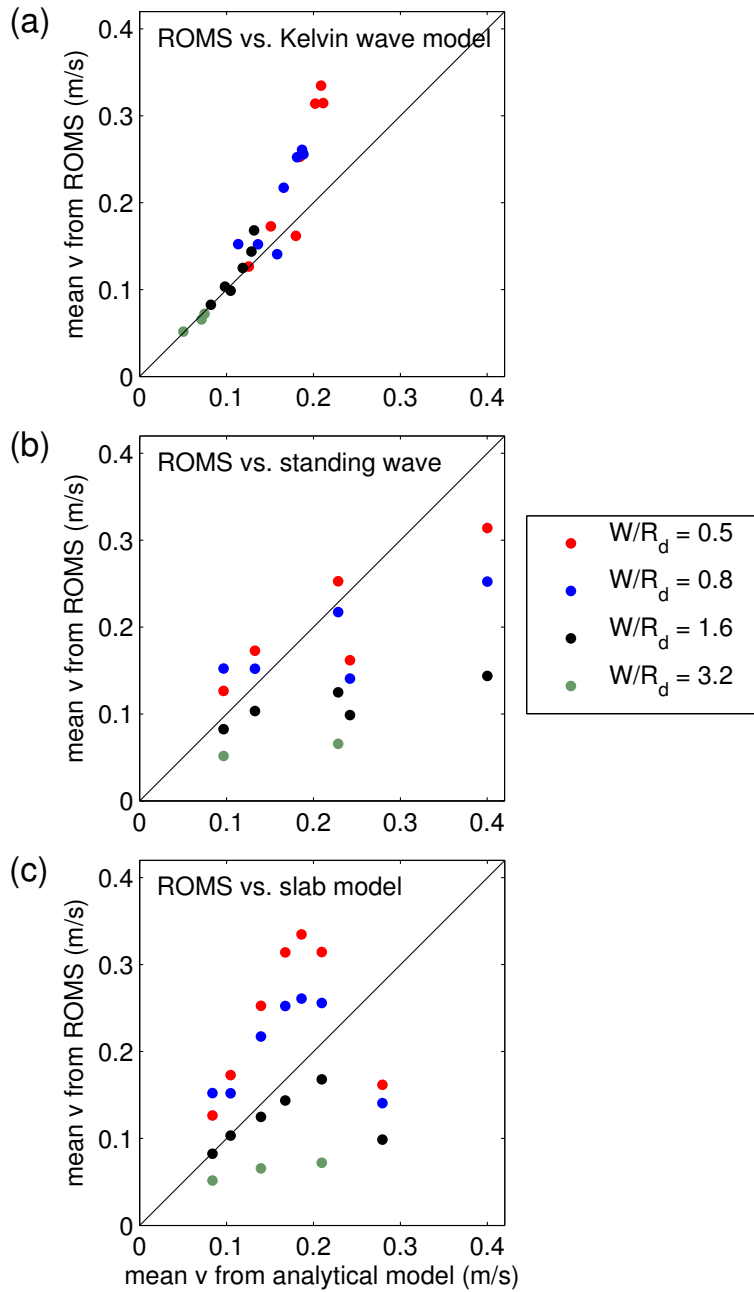 (a)
ROMS vs. Kelvin wave model
mean v from ROMS (m/s)
0.4
0.3
0.2
0.1
0
0 0.1 0.2 0.3 0.4
(b)
ROMS vs. standing wave
mean v from ROMS (m/s)
0.4
0.3
0.2
0.1
0
0 0.1 0.2 0.3 0.4
W/R_d = 0.5
W/R_d = 0.8
W/R_d = 1.6
W/R_d = 3.2
(c)
ROMS vs. slab model
mean v from ROMS (m/s)
0.4
0.3
0.2
0.1
0
0 0.1 0.2 0.3 0.4
mean v from analytical model (m/s)